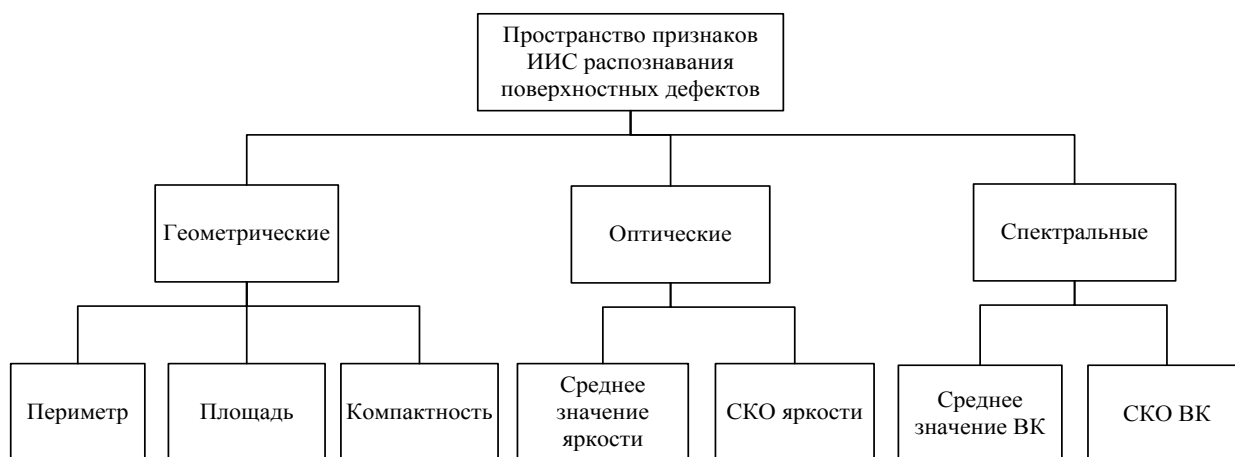 Пространство признаков
ИИС распознавания
поверхностных дефектов
Геометрические
Оптические
Спектральные
Периметр
Площадь
Компактность
Среднее
значение
яркости
СКО яркости
Среднее
значение ВК
СКО ВК